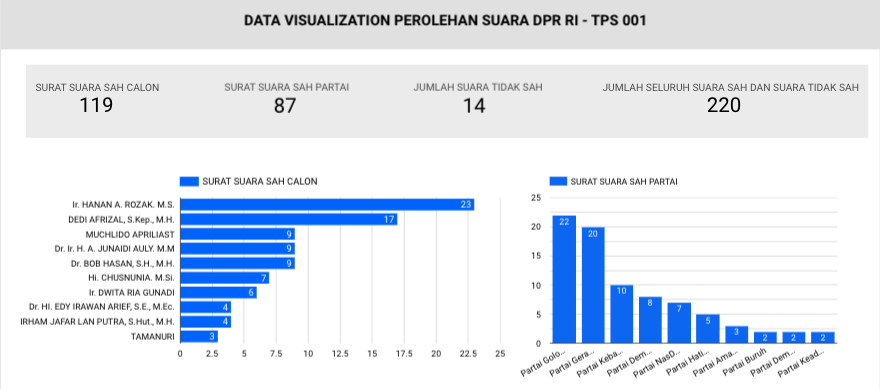 DATA VISUALIZATION PEROLEHAN SUARA DPR RI - TPS 001
SURAT SUARA SAH CALON
119
SURAT SUARA SAH PARTAI
87
JUMLAH SUARA TIDAK SAH
14
JUMLAH SELURUH SUARA SAH DAN SUARA TIDAK SAH
220
SURAT SUARA SAH CALON
Ir. HANAN A. ROZAK. M.S. 23
DEDI AFRIZAL, S.Kep., M.H. 17
MUCHLIDO APRILIAST 9
Dr. Ir. H. A. JUNAIDI AULY. M.M 9
Dr. BOB HASAN, S.H., M.H. 9
Hi. CHUSNUNIA. M.Si. 7
Ir. DWITA RIA GUNADI 6
Dr. HI. EDY IRAWAN ARIEF, S.E., M.Ec. 4
IRHAM JAFAR LAN PUTRA, S.Hut., M.H. 4
TAMANURI 3
0 2.5 5 7.5 10 12.5 15 17.5 20 22.5 25
SURAT SUARA SAH PARTAI
25
20
15
10
5
0
22 20 10 8 7 5 3 2 2 2
Partai Golo...
Partai Gera...
Partai Keba...
Partai Dem...
Partai NasD...
Partai Hati...
Partai Ama...
Partai Buruh
Partai Dem...
Partai Kead...